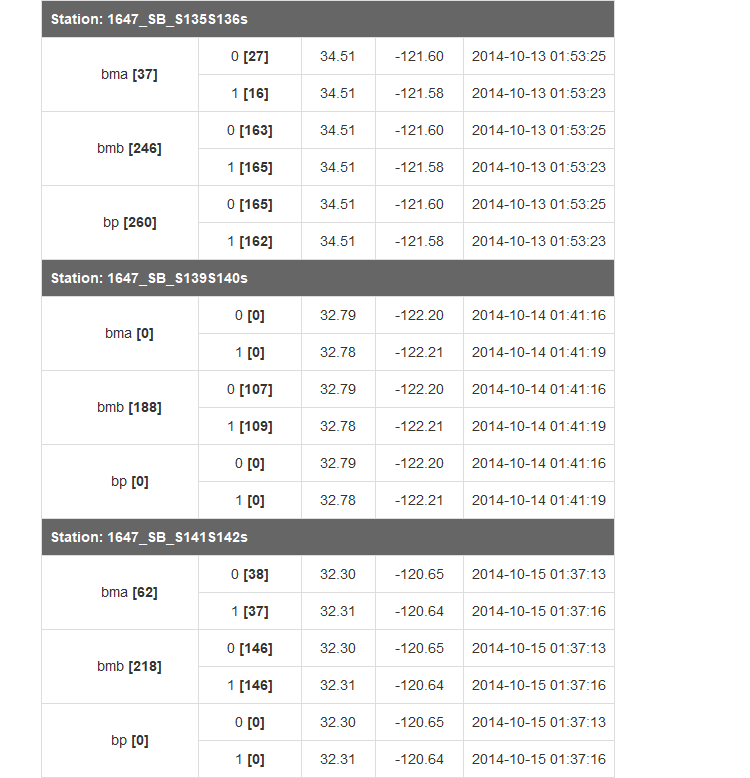 Station: 1647_SB_S135S136s
bma [37]
0 [27] 34.51 -121.60 2014-10-13 01:53:25
1 [16] 34.51 -121.58 2014-10-13 01:53:23
bmb [246]
0 [163] 34.51 -121.60 2014-10-13 01:53:25
1 [165] 34.51 -121.58 2014-10-13 01:53:23
bp [260]
0 [165] 34.51 -121.60 2014-10-13 01:53:25
1 [162] 34.51 -121.58 2014-10-13 01:53:23
Station: 1647_SB_S139S140s
bma [0]
0 [0] 32.79 -122.20 2014-10-14 01:41:16
1 [0] 32.78 -122.21 2014-10-14 01:41:19
bmb [188]
0 [107] 32.79 -122.20 2014-10-14 01:41:16
1 [109] 32.78 -122.21 2014-10-14 01:41:19
bp [0]
0 [0] 32.79 -122.20 2014-10-14 01:41:16
1 [0] 32.78 -122.21 2014-10-14 01:41:19
Station: 1647_SB_S141S142s
bma [62]
0 [38] 32.30 -120.65 2014-10-15 01:37:13
1 [37] 32.31 -120.64 2014-10-15 01:37:16
bmb [218]
0 [146] 32.30 -120.65 2014-10-15 01:37:13
1 [146] 32.31 -120.64 2014-10-15 01:37:16
bp [0]
0 [0] 32.30 -120.65 2014-10-15 01:37:13
1 [0] 32.31 -120.64 2014-10-15 01:37:16